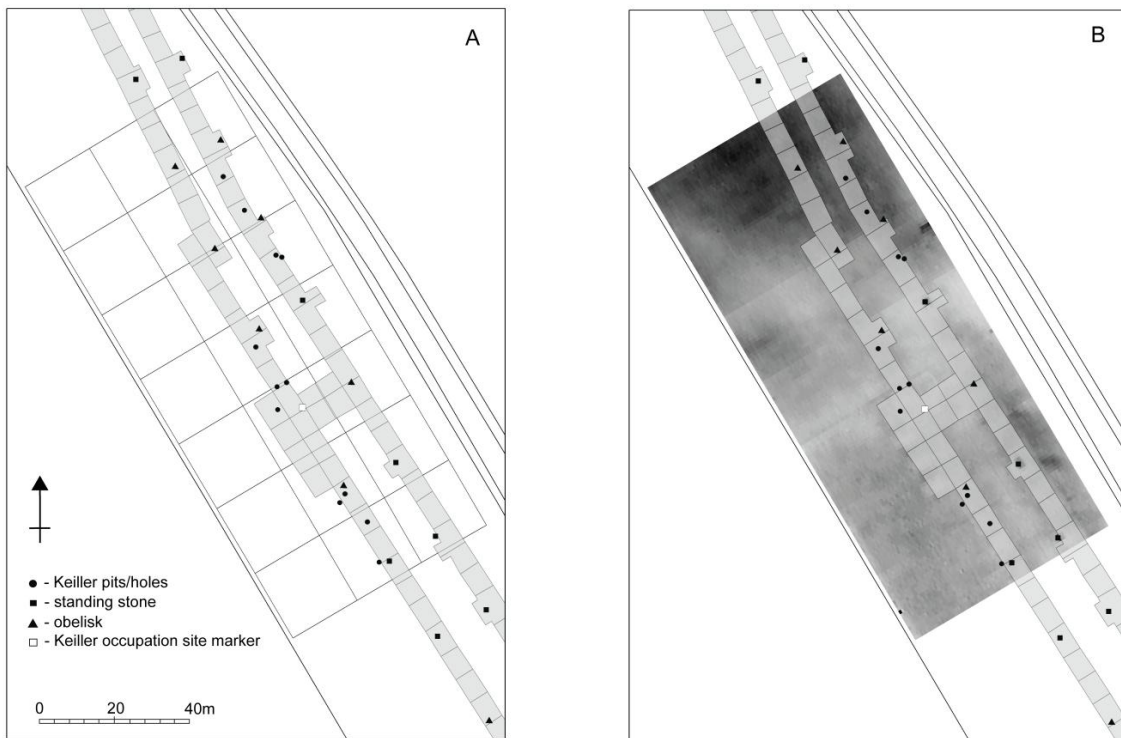 A
B
- Keiller pits/holes
- standing stone
- obelisk
- Keiller occupation site marker
0 20 40m